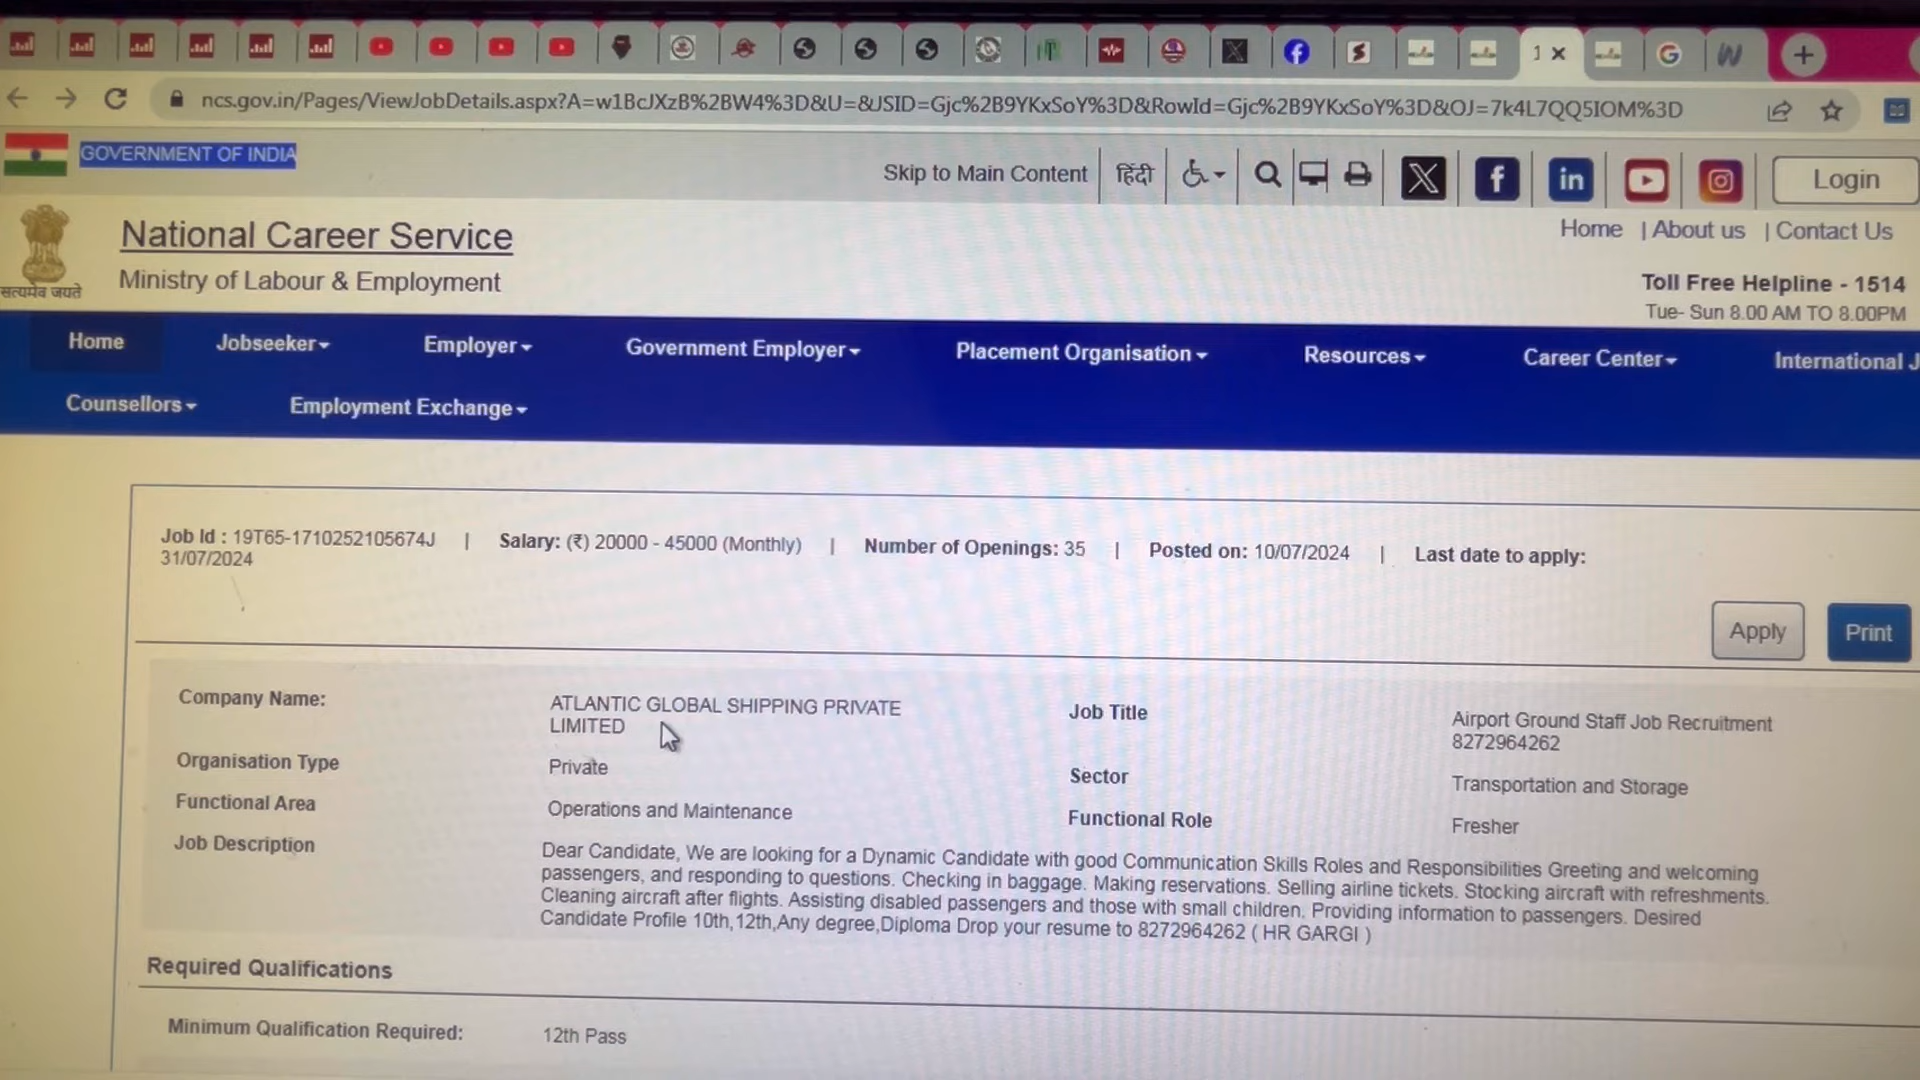 ncs.gov.in/Pages/ViewJobDetails.aspx?A=w1BcJXzB%2BW4%3D&U=&JSID=Gjc%2B9YKxSoY%3D&RowId=Gjc%2B9YKxSoY%3D&OJ=7k4L7QQ5IOM%3D
GOVERNMENT OF INDIA
Skip to Main Content
हिंदी
Login
National Career Service
Home | About us | Contact Us
Ministry of Labour & Employment
सत्यमेव जयते
Toll Free Helpline - 1514
Tue- Sun 8.00 AM TO 8.00PM
Home Jobseeker Employer Government Employer Placement Organisation Resources Career Center International J
Counsellors Employment Exchange
Job Id : 19T65-1710252105674J | Salary: (₹) 20000 - 45000 (Monthly) | Number of Openings: 35 | Posted on: 10/07/2024 | Last date to apply:
31/07/2024
Apply Print
Company Name: ATLANTIC GLOBAL SHIPPING PRIVATE
LIMITED
Job Title Airport Ground Staff Job Recruitment
8272964262
Organisation Type Private
Sector Transportation and Storage
Functional Area Operations and Maintenance
Functional Role Fresher
Job Description Dear Candidate, We are looking for a Dynamic Candidate with good Communication Skills Roles and Responsibilities Greeting and welcoming
passengers, and responding to questions. Checking in baggage. Making reservations. Selling airline tickets. Stocking aircraft with refreshments.
Cleaning aircraft after flights. Assisting disabled passengers and those with small children. Providing information to passengers. Desired
Candidate Profile 10th,12th,Any degree,Diploma Drop your resume to 8272964262 ( HR GARGI )
Required Qualifications
Minimum Qualification Required: 12th Pass